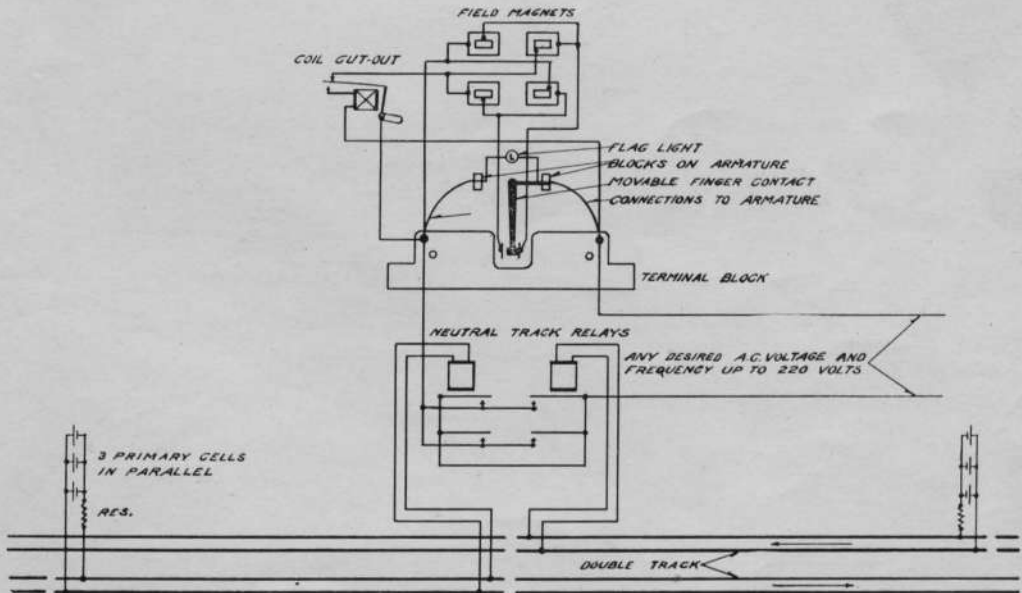 FIELD MAGNETS
COIL CUT-OUT
L
FLAG LIGHT
BLOCKS ON ARMATURE
MOVABLE FINGER CONTACT
CONNECTIONS TO ARMATURE
TERMINAL BLOCK
NEUTRAL TRACK RELAYS
ANY DESIRED A.C. VOLTAGE AND
FREQUENCY UP TO 220 VOLTS
3 PRIMARY CELLS
IN PARALLEL
RES.
DOUBLE TRACK